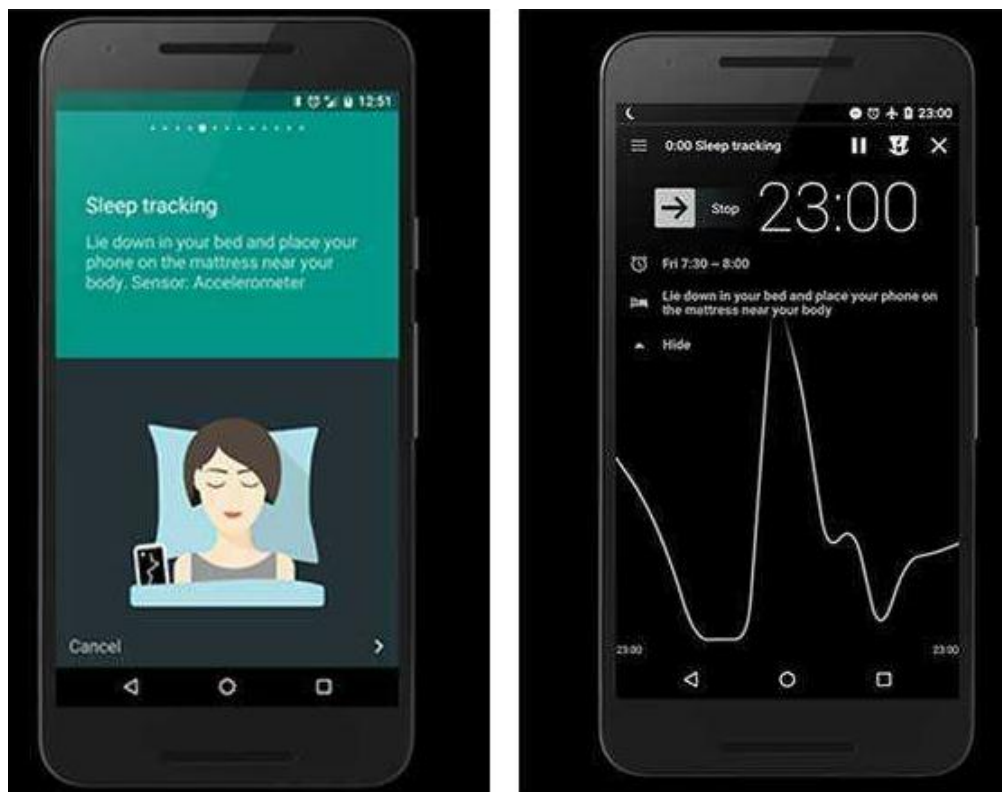 12:51
Sleep tracking
Lie down in your bed and place your
phone on the mattress near your
body. Sensor: Accelerometer
Cancel
23:00
0:00 Sleep tracking
Stop 23:00
Fri 7:30 – 8:00
Lie down in your bed and place your phone on
the mattress near your body
Hide
23:00 23:00